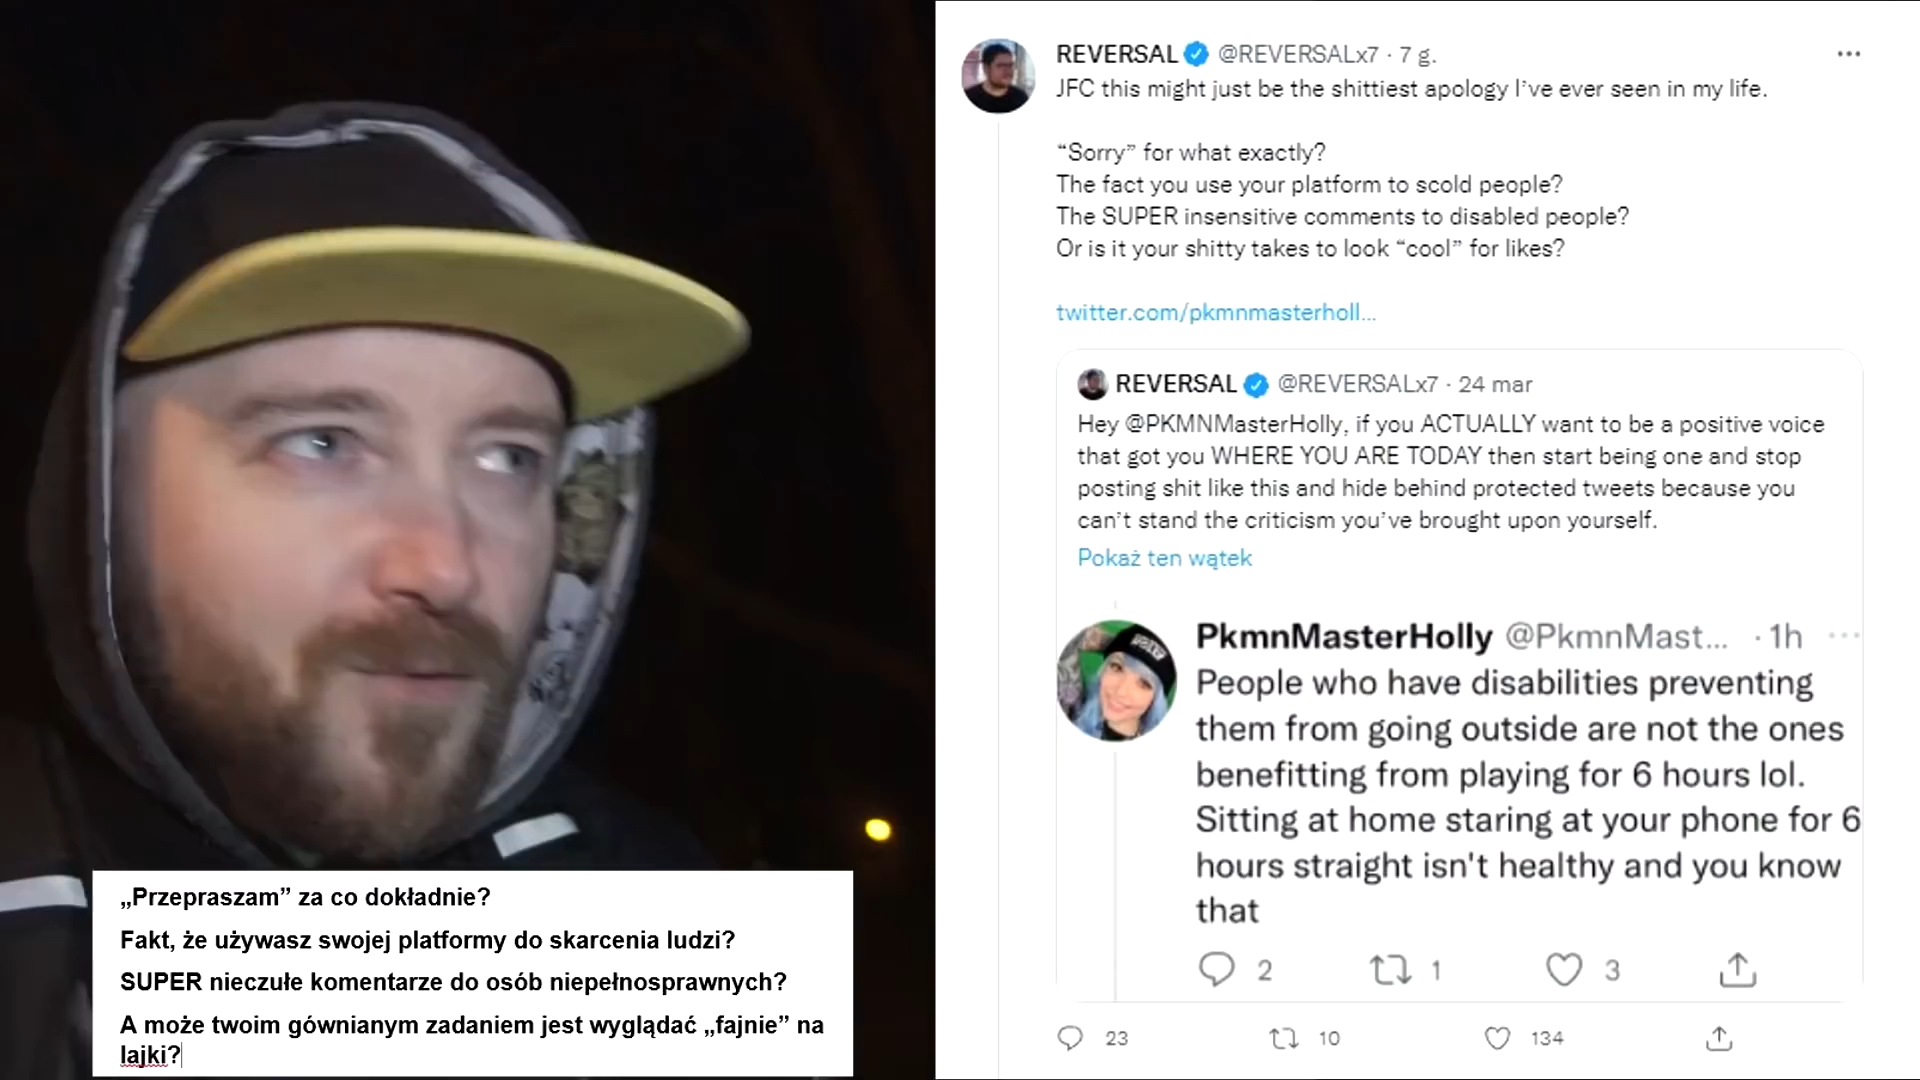 REVERSAL @REVERSALx7 · 7 g.
JFC this might just be the shittiest apology I've ever seen in my life.
“Sorry” for what exactly?
The fact you use your platform to scold people?
The SUPER insensitive comments to disabled people?
Or is it your shitty takes to look “cool” for likes?
twitter.com/pkmnmasterholl...
REVERSAL @REVERSALx7 · 24 mar
Hey @PKMNMasterHolly, if you ACTUALLY want to be a positive voice
that got you WHERE YOU ARE TODAY then start being one and stop
posting shit like this and hide behind protected tweets because you
can't stand the criticism you've brought upon yourself.
Pokaż ten wątek
PkmnMasterHolly @PkmnMast... · 1h
People who have disabilities preventing
them from going outside are not the ones
benefitting from playing for 6 hours lol.
Sitting at home staring at your phone for 6
hours straight isn't healthy and you know
that
2 1 3
23 10 134
„Przepraszam” za co dokładnie?
Fakt, że używasz swojej platformy do skarcenia ludzi?
SUPER nieczułe komentarze do osób niepełnosprawnych?
A może twoim gównianym zadaniem jest wyglądać „fajnie” na
lajki?